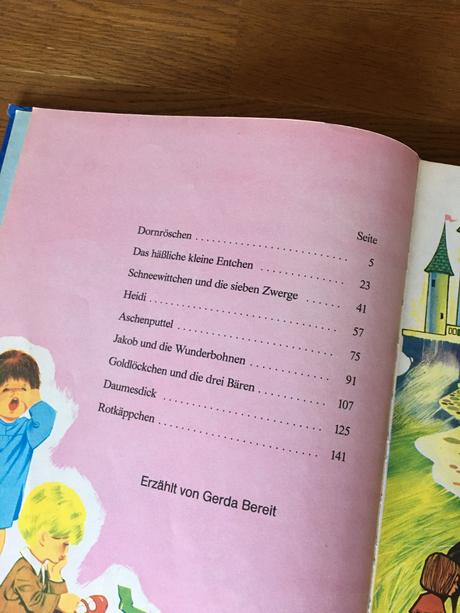 Seite
Dornröschen . . . . . . . . . . . . . . . . . . . . . . . . . . . . 5
Das häßliche kleine Entchen . . . . . . . . . . . . . . . 23
Schneewittchen und die sieben Zwerge . . . . . . 41
Heidi . . . . . . . . . . . . . . . . . . . . . . . . . . . . . . . . . 57
Aschenputtel . . . . . . . . . . . . . . . . . . . . . . . . . . . 75
Jakob und die Wunderbohnen . . . . . . . . . . . . . . 91
Goldlöckchen und die drei Bären . . . . . . . . . . . . 107
Daumesdick . . . . . . . . . . . . . . . . . . . . . . . . . . . . 125
Rotkäppchen . . . . . . . . . . . . . . . . . . . . . . . . . . . 141
Erzählt von Gerda Bereit